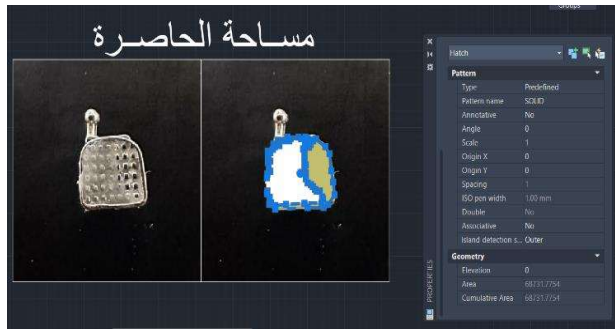 Groups
مساحة الحاصرة
Hatch
Pattern
Type Predefined
Pattern name SOLID
Annotative No
Angle 0
Scale 1
Origin X 0
Origin Y 0
Spacing 1
ISO pen width 1.00 mm
Double No
Associative No
Island detection s... Outer
Geometry
Elevation 0
Area 68731.7754
Cumulative Area 68731.7754
PROPERTIES